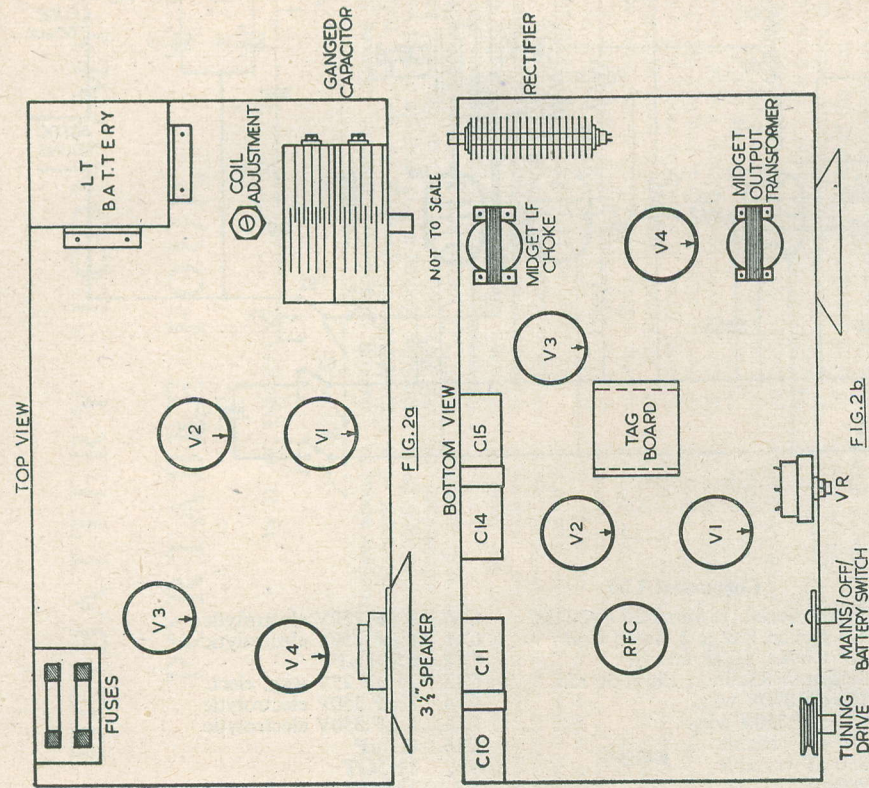 TOP VIEW
FUSES
LT
BATTERY
V3
V2
COIL
ADJUSTMENT
V4
V1
GANGED
CAPACITOR
3½" SPEAKER
FIG.2a
NOT TO SCALE
BOTTOM VIEW
C10
C11
C14
C15
RECTIFIER
MIDGET LF
CHOKE
V3
V2
RFC
TAG
BOARD
V4
V1
MIDGET
OUTPUT
TRANSFORMER
TUNING
DRIVE
MAINS/OFF/
BATTERY SWITCH
VR
FIG.2b